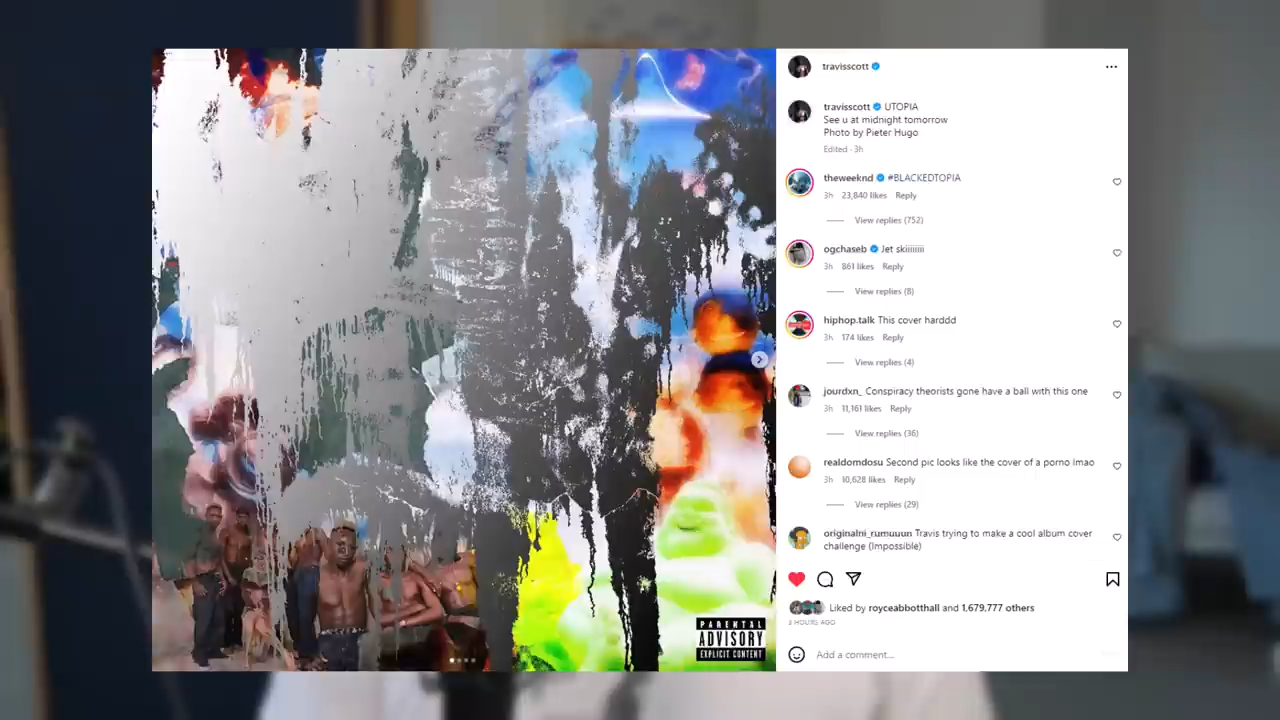 travisscott
travisscott UTOPIA
See u at midnight tomorrow
Photo by Pieter Hugo
Edited · 3h
theweeknd #BLACKEDTOPIA
3h 23,840 likes Reply
View replies (752)
ogchaseb Jet skiiiiiiii
3h 861 likes Reply
View replies (8)
hiphop.talk This cover harddd
3h 174 likes Reply
View replies (4)
jourdxn_ Conspiracy theorists gone have a ball with this one
3h 11,161 likes Reply
View replies (36)
realdomdosu Second pic looks like the cover of a porno lmao
3h 10,628 likes Reply
View replies (29)
originalni_rumuuun Travis trying to make a cool album cover
challenge (Impossible)
Liked by royceabbotthall and 1,679,777 others
3 HOURS AGO
Add a comment...
PARENTAL
ADVISORY
EXPLICIT CONTENT